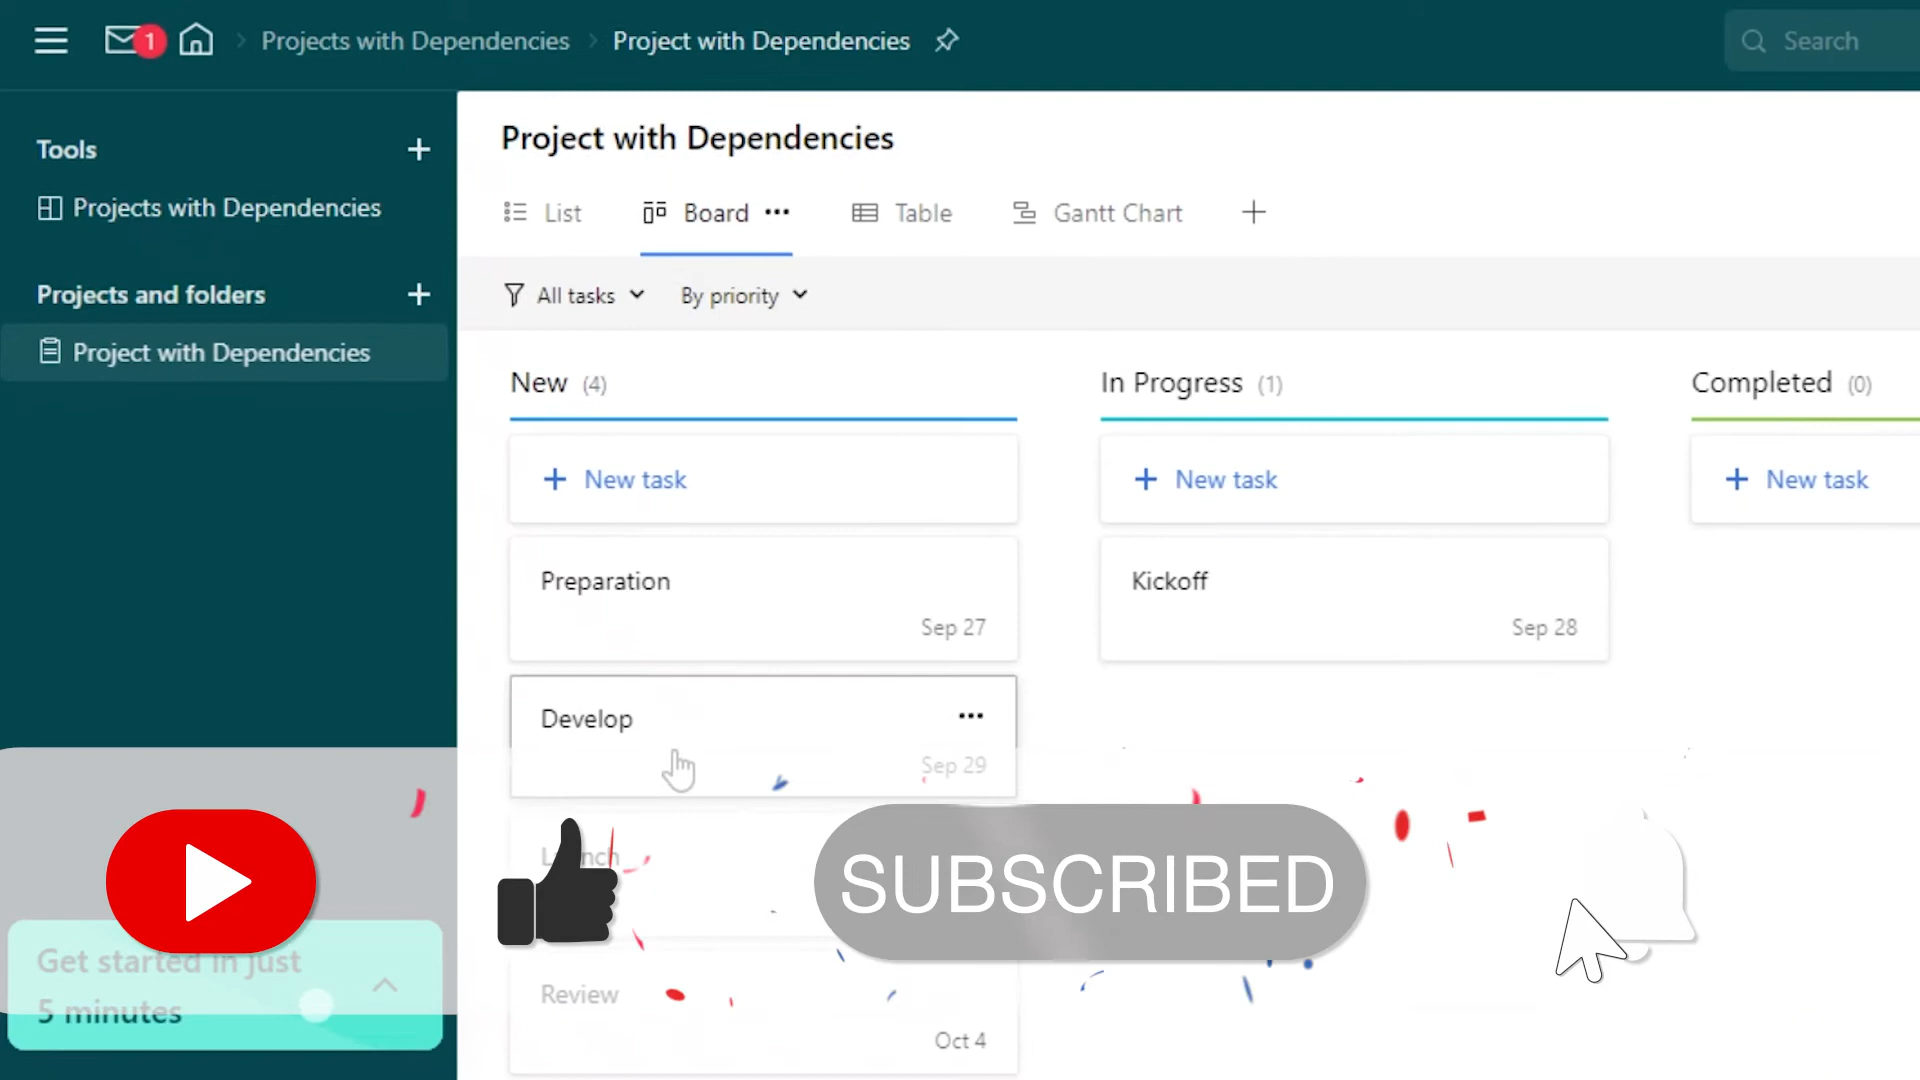 1
Projects with Dependencies
Project with Dependencies
Search
Tools
Projects with Dependencies
Projects and folders
Project with Dependencies
Project with Dependencies
List
Board
Table
Gantt Chart
All tasks
By priority
New (4)
In Progress (1)
Completed (0)
New task
New task
New task
Preparation
Sep 27
Kickoff
Sep 28
Develop
Sep 29
SUBSCRIBED
Get started in just
5 minutes
Review
Oct 4